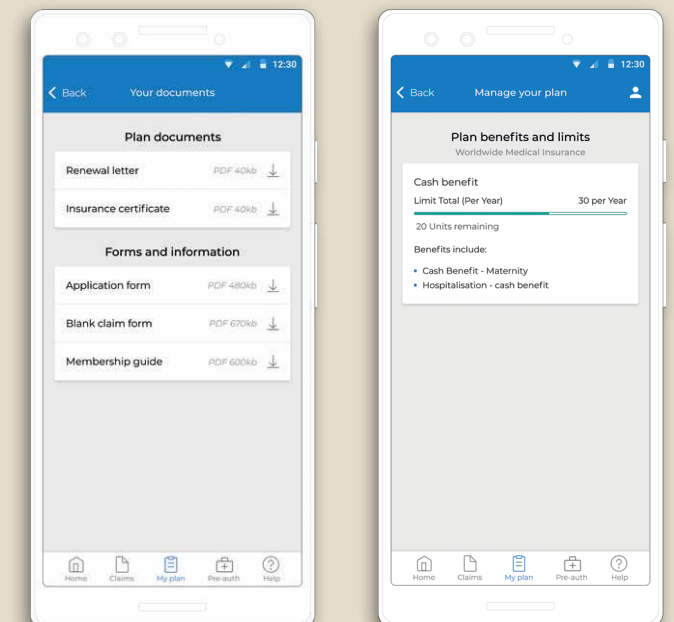 12:30
Back
Your documents
Plan documents
Renewal letter PDF 40kb
Insurance certificate PDF 40kb
Forms and information
Application form PDF 480kb
Blank claim form PDF 670kb
Membership guide PDF 600kb
Home Claims My plan Pre-auth Help
12:30
Back
Manage your plan
Plan benefits and limits
Worldwide Medical Insurance
Cash benefit
Limit Total (Per Year) 30 per Year
20 Units remaining
Benefits include:
• Cash Benefit - Maternity
• Hospitalisation - cash benefit
Home Claims My plan Pre-auth Help